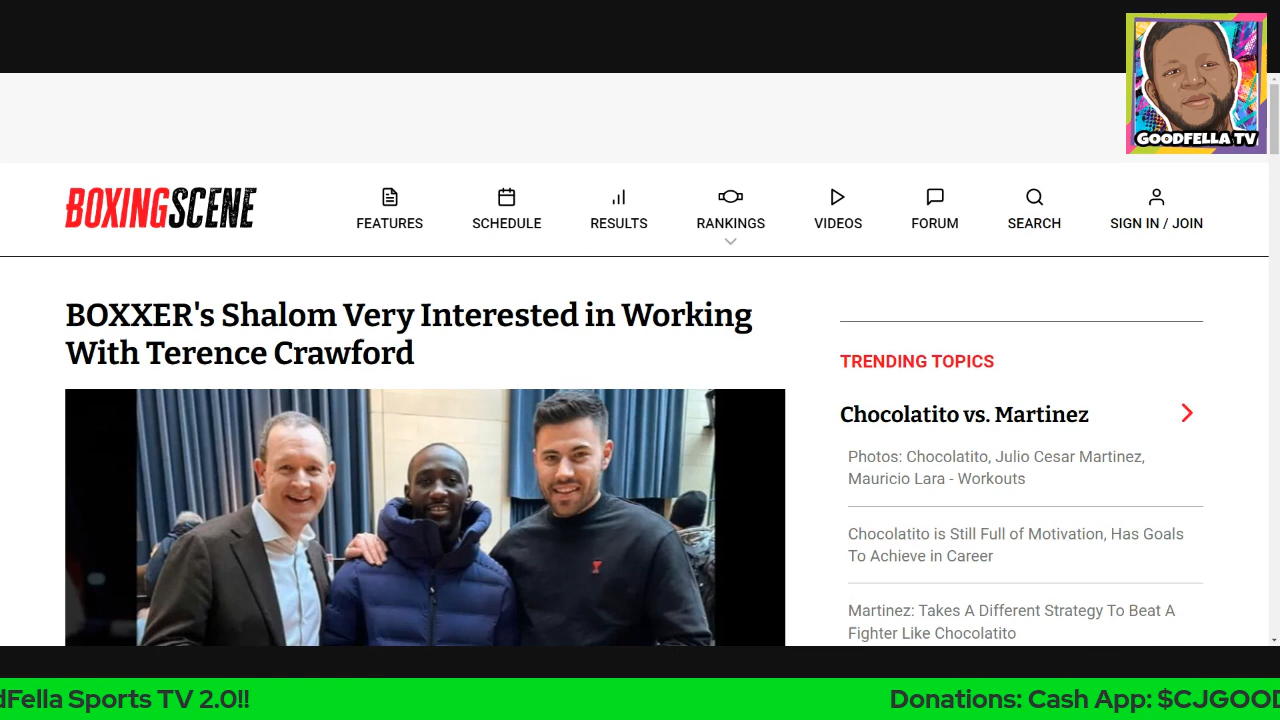 GOODFELLA TV
BOXINGSCENE
FEATURES
SCHEDULE
RESULTS
RANKINGS
VIDEOS
FORUM
SEARCH
SIGN IN / JOIN
BOXXER's Shalom Very Interested in Working
With Terence Crawford
TRENDING TOPICS
Chocolatito vs. Martinez
Photos: Chocolatito, Julio Cesar Martinez,
Mauricio Lara - Workouts
Chocolatito is Still Full of Motivation, Has Goals
To Achieve in Career
Martinez: Takes A Different Strategy To Beat A
Fighter Like Chocolatito
dFella Sports TV 2.0!!
Donations: Cash App: $CJGOOD